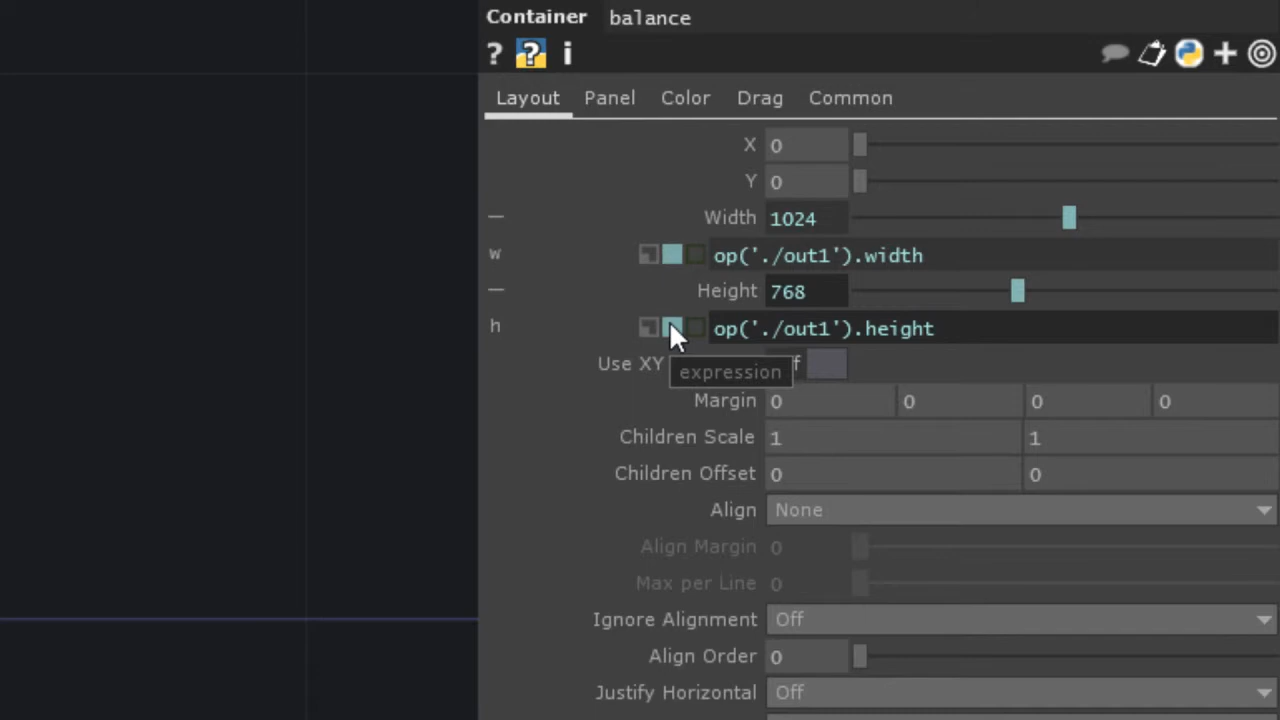 Container balance
? ? i
Layout Panel Color Drag Common
X 0
Y 0
Width 1024
w op('./out1').width
Height 768
h op('./out1').height
Use XY f
expression
Margin 0 0 0 0
Children Scale 1 1
Children Offset 0 0
Align None
Align Margin 0
Max per Line 0
Ignore Alignment Off
Align Order 0
Justify Horizontal Off